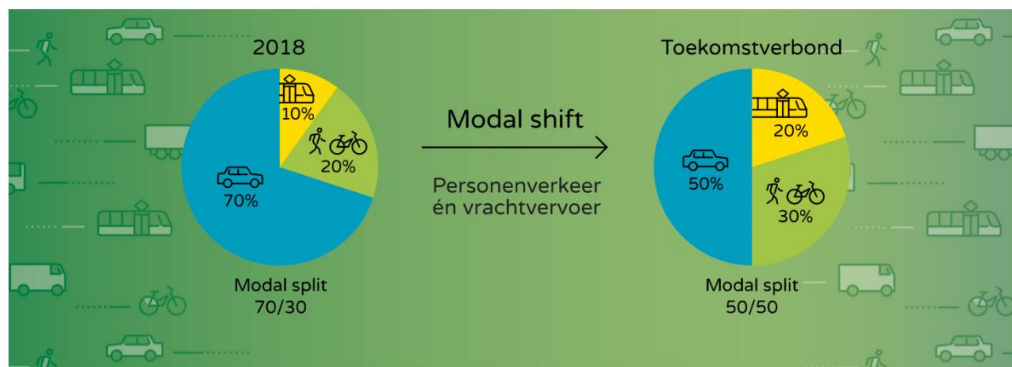 2018
10%
20%
70%
Modal split
70/30
Modal shift
Personenverkeer
én vrachtvervoer
Toekomstverbond
20%
50%
30%
Modal split
50/50